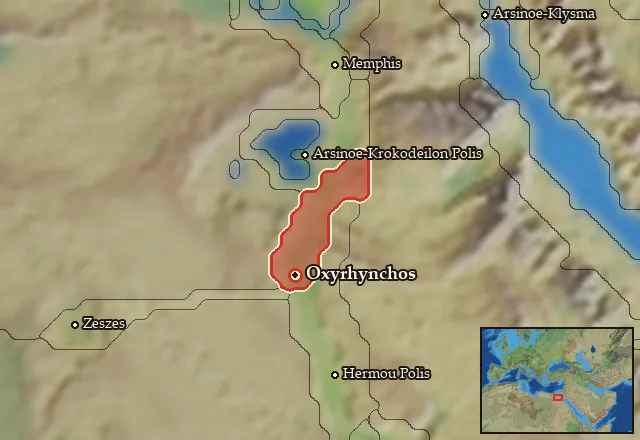 Arsinoe-Klysma
Memphis
Arsinoe-Krokodeilon Polis
Oxyrhynchos
Zeszes
Hermou Polis